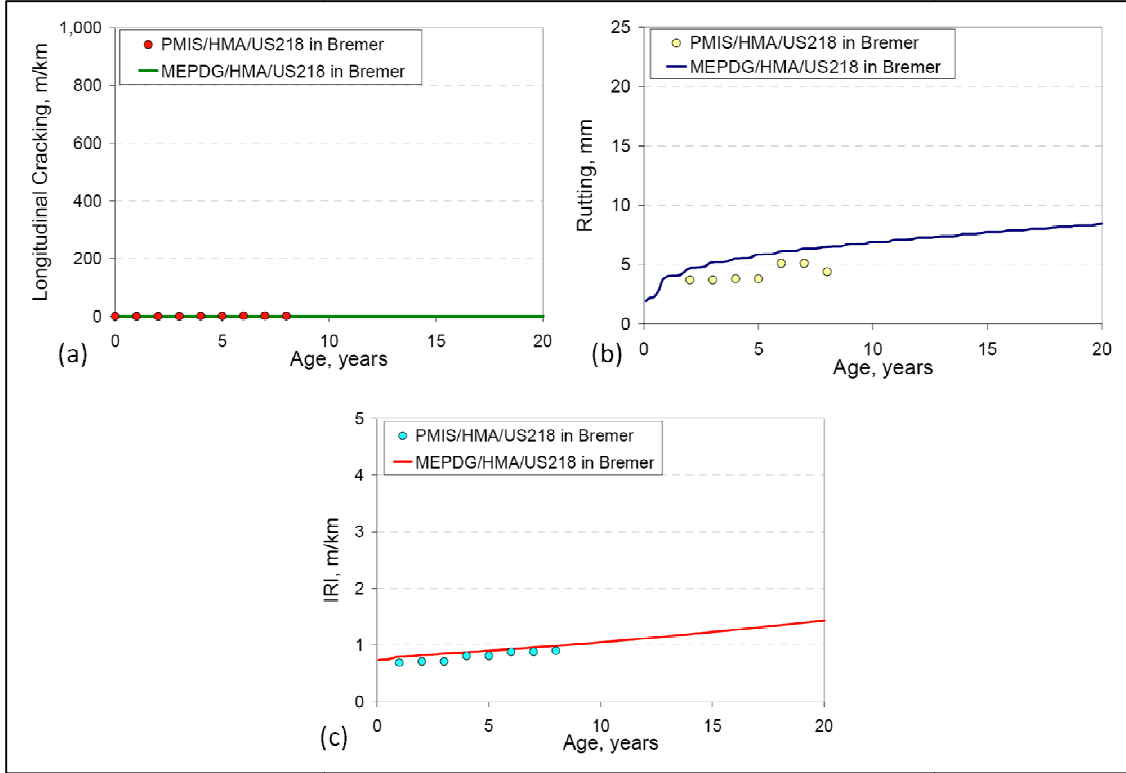 1,000
800
600
400
200
0
Longitudinal Cracking, m/km
PMIS/HMA/US218 in Bremer
MEPDG/HMA/US218 in Bremer
0 5 10 15 20
Age, years
(a)
25
20
15
10
5
0
Rutting, mm
PMIS/HMA/US218 in Bremer
MEPDG/HMA/US218 in Bremer
0 5 10 15 20
Age, years
(b)
5
4
3
2
1
0
IRI, m/km
PMIS/HMA/US218 in Bremer
MEPDG/HMA/US218 in Bremer
0 5 10 15 20
Age, years
(c)